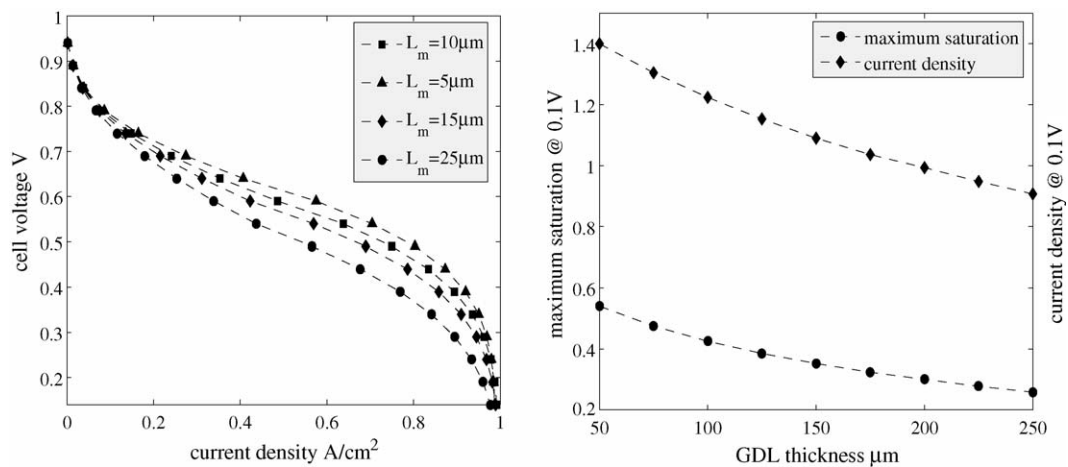 cell voltage V
0.9
0.8
0.7
0.6
0.5
0.4
0.3
0.2
0
0.2
0.4
0.6
0.8
1
current density A/cm²
L_m=10μm
L_m=5μm
L_m=15μm
L_m=25μm
maximum saturation @ 0.1V
1.4
1.2
1
0.8
0.6
0.4
0.2
50
100
150
200
250
GDL thickness μm
maximum saturation
current density
current density @ 0.1V